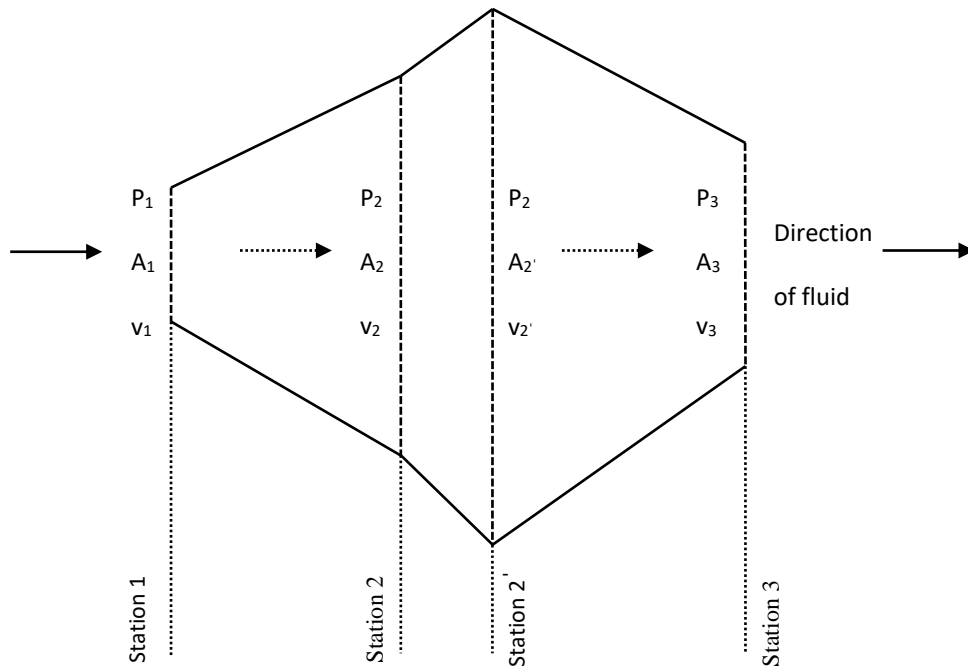 P₁ P₂ P₂ P₃
Direction
A₁ A₂ A₂' A₃
of fluid
v₁ v₂ v₂' v₃
Station 1
Station 2
Station 2'
Station 3